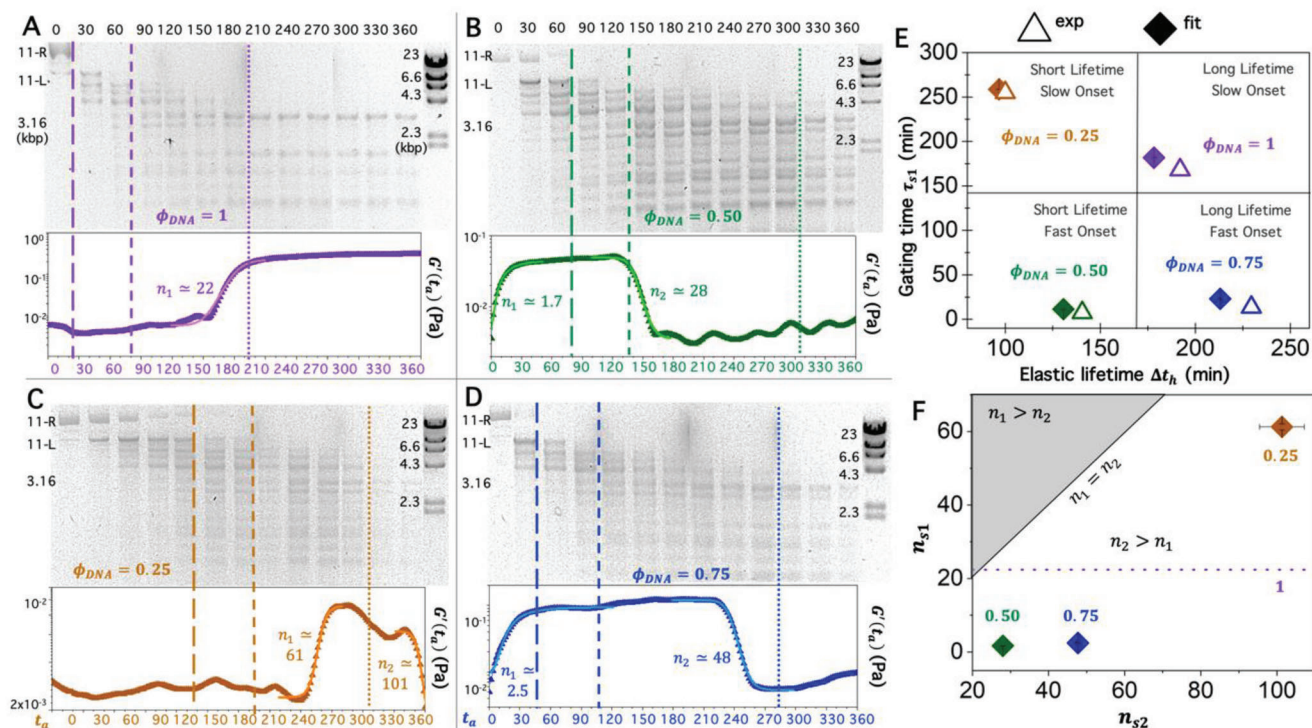 A
0 30 60 90 120 150 180 210 240 270 300 330 360
11-R
11-L
3.16
(kbp)
23
6.6
4.3
2.3
(kbp)
ϕDNA = 1
10⁰
10⁻¹
10⁻²
n₁ ≃ 22
G'(tₐ) (Pa)
0 30 60 90 120 150 180 210 240 270 300 330 360
B
0 30 60 90 120 150 180 210 240 270 300 330 360
11-R
11-L
3.16
23
6.6
4.3
2.3
ϕDNA = 0.50
10⁻¹
10⁻²
n₁ ≃ 1.7
n₂ ≃ 28
G'(tₐ) (Pa)
0 30 60 90 120 150 180 210 240 270 300 330 360
C
11-R
11-L
3.16
23
6.6
4.3
2.3
ϕDNA = 0.25
10⁻²
2x10⁻³
n₁ ≃
61
n₂ ≃
101
G'(tₐ) (Pa)
tₐ 0 30 60 90 120 150 180 210 240 270 300 330 360
D
11-R
11-L
3.16
23
6.6
4.3
2.3
ϕDNA = 0.75
10⁻¹
10⁻²
n₁ ≃
2.5
n₂ ≃ 48
G'(tₐ) (Pa)
tₐ 0 30 60 90 120 150 180 210 240 270 300 330 360
exp fit
E
Gating time τs1 (min)
300
250
200
150
100
50
0
Short Lifetime
Slow Onset
ϕDNA = 0.25
Long Lifetime
Slow Onset
ϕDNA = 1
Short Lifetime
Fast Onset
ϕDNA = 0.50
Long Lifetime
Fast Onset
ϕDNA = 0.75
100 150 200 250
Elastic lifetime Δtₕ (min)
F
ns1
60
40
20
0
n₁ > n₂
n₁ = n₂
n₂ > n₁
0.25
1
0.50 0.75
20 40 60 80 100
ns2